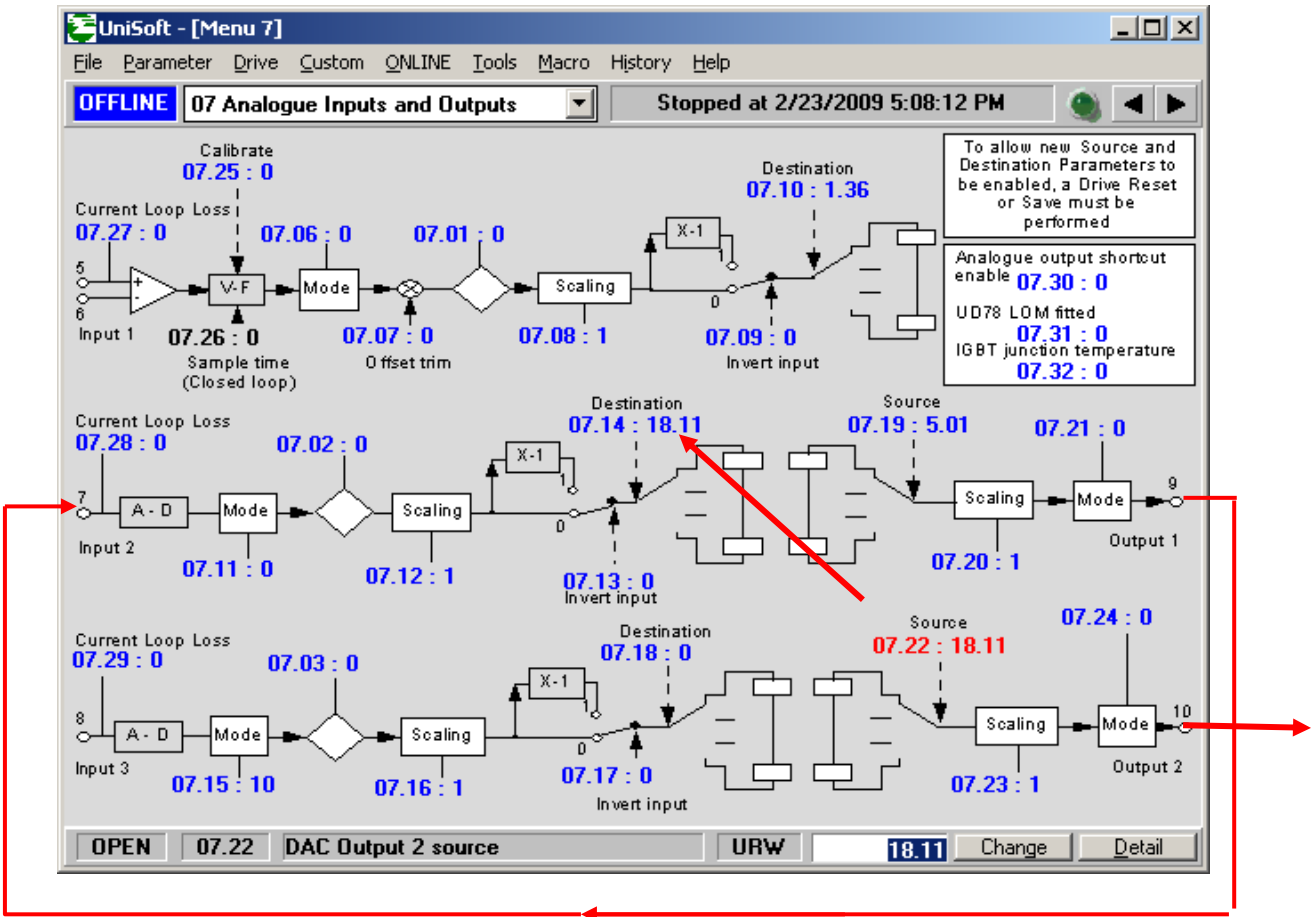 UniSoft - [Menu 7]
File Parameter Drive Custom ONLINE Tools Macro History Help
OFFLINE 07 Analogue Inputs and Outputs Stopped at 2/23/2009 5:08:12 PM
Calibrate
07.25 : 0
Current Loop Loss
07.27 : 0
07.06 : 0
07.01 : 0
5
6
+
-
Input 1
V-F
Mode
07.26 : 0
Sample time
(Closed loop)
07.07 : 0
Offset trim
Scaling
07.08 : 1
X-1
1
0
07.09 : 0
Invert input
Destination
07.10 : 1.36
To allow new Source and
Destination Parameters to
be enabled, a Drive Reset
or Save must be
performed
Analogue output shortcut
enable 07.30 : 0
UD78 LOM fitted
07.31 : 0
IGBT junction temperature
07.32 : 0
Current Loop Loss
07.28 : 0
07.02 : 0
7
A - D
Mode
Input 2
07.11 : 0
Scaling
07.12 : 1
X-1
1
0
07.13 : 0
Invert input
Destination
07.14 : 18.11
Source
07.19 : 5.01
07.21 : 0
Scaling
07.20 : 1
Mode
9
Output 1
Current Loop Loss
07.29 : 0
07.03 : 0
8
A - D
Mode
Input 3
07.15 : 10
Scaling
07.16 : 1
X-1
1
0
07.17 : 0
Invert input
Destination
07.18 : 0
Source
07.22 : 18.11
07.24 : 0
Scaling
07.23 : 1
Mode
10
Output 2
OPEN 07.22 DAC Output 2 source URW 18.11 Change Detail